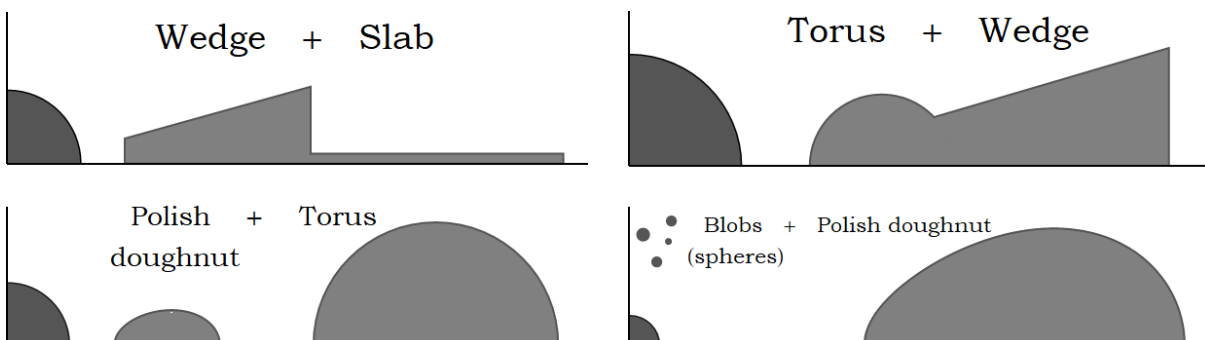 Wedge + Slab
Torus + Wedge
Polish + Torus
doughnut
Blobs + Polish doughnut
(spheres)